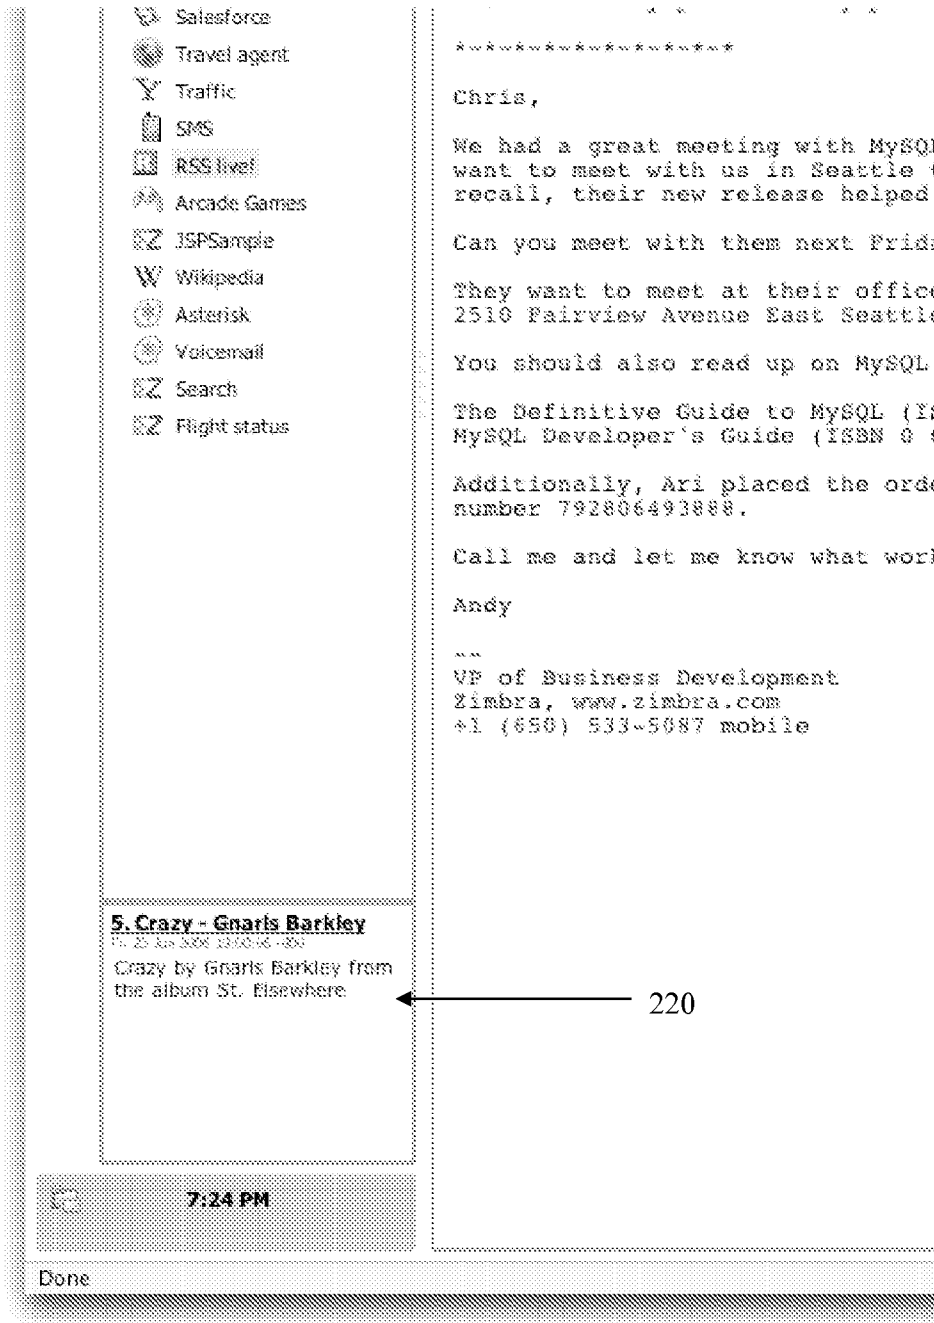 Salesforce
Travel agent
Traffic
SMS
RSS live!
Arcade Games
JSPSample
Wikipedia
Asterisk
Voicemail
Search
Flight status
*~*~*~*~*~*~*~*~*~*
Chris,
We had a great meeting with MySQL
want to meet with us in Seattle
recall, their new release helped
Can you meet with them next
They want to meet at their office
2510 Fairview Avenue East Seattle
You should also read up on MySQL
The Definitive Guide to MySQL
MySQL Developer's Guide (ISBN 0
Additionally, Ari placed the
number 792806493888.
Call me and let me know what
Andy
~~
VP of Business Development
Zimbra, www.zimbra.com
+1 (650) 533-5087 mobile
5. Crazy - Gnarls Barkley
Crazy by Gnarls Barkley from
the album St. Elsewhere
220
7:24 PM
Done